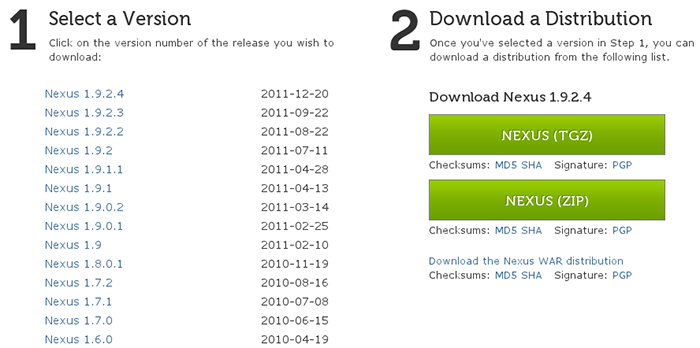 1 Select a Version
Click on the version number of the release you wish to
download:
Nexus 1.9.2.4 2011-12-20
Nexus 1.9.2.3 2011-09-22
Nexus 1.9.2.2 2011-08-22
Nexus 1.9.2 2011-07-11
Nexus 1.9.1.1 2011-04-28
Nexus 1.9.1 2011-04-13
Nexus 1.9.0.2 2011-03-14
Nexus 1.9.0.1 2011-02-25
Nexus 1.9 2011-02-10
Nexus 1.8.0.1 2010-11-19
Nexus 1.7.2 2010-08-16
Nexus 1.7.1 2010-07-08
Nexus 1.7.0 2010-06-15
Nexus 1.6.0 2010-04-19
2 Download a Distribution
Once you've selected a version in Step 1, you can
download a distribution from the following list.
Download Nexus 1.9.2.4
NEXUS (TGZ)
Checksums: MD5 SHA Signature: PGP
NEXUS (ZIP)
Checksums: MD5 SHA Signature: PGP
Download the Nexus WAR distribution
Checksums: MD5 SHA Signature: PGP